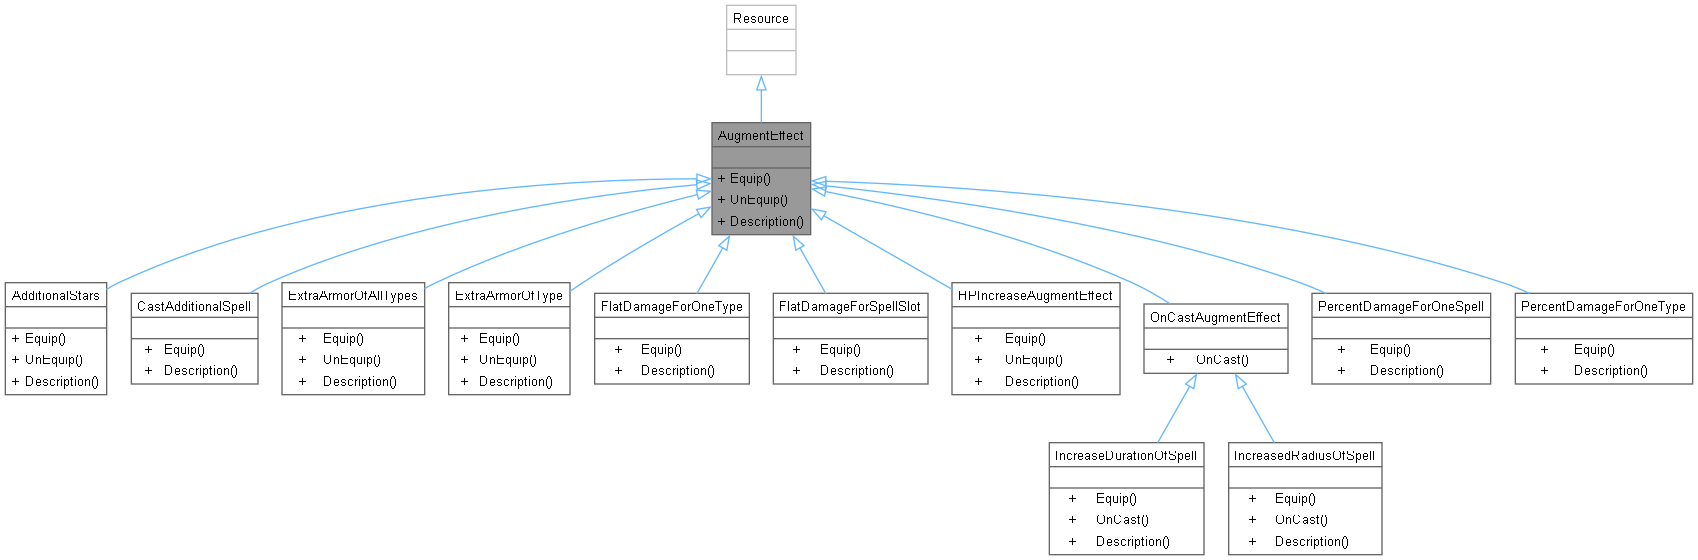 Resource
AugmentEffect
+ Equip()
+ UnEquip()
+ Description()
AdditionalStars
+ Equip()
+ UnEquip()
+ Description()
CastAdditionalSpell
+ Equip()
+ Description()
ExtraArmorOfAllTypes
+ Equip()
+ UnEquip()
+ Description()
ExtraArmorOfType
+ Equip()
+ UnEquip()
+ Description()
FlatDamageForOneType
+ Equip()
+ Description()
FlatDamageForSpellSlot
+ Equip()
+ Description()
HPIncreaseAugmentEffect
+ Equip()
+ UnEquip()
+ Description()
OnCastAugmentEffect
+ OnCast()
PercentDamageForOneSpell
+ Equip()
+ Description()
PercentDamageForOneType
+ Equip()
+ Description()
IncreaseDurationOfSpell
+ Equip()
+ OnCast()
+ Description()
IncreasedRadiusOfSpell
+ Equip()
+ OnCast()
+ Description()